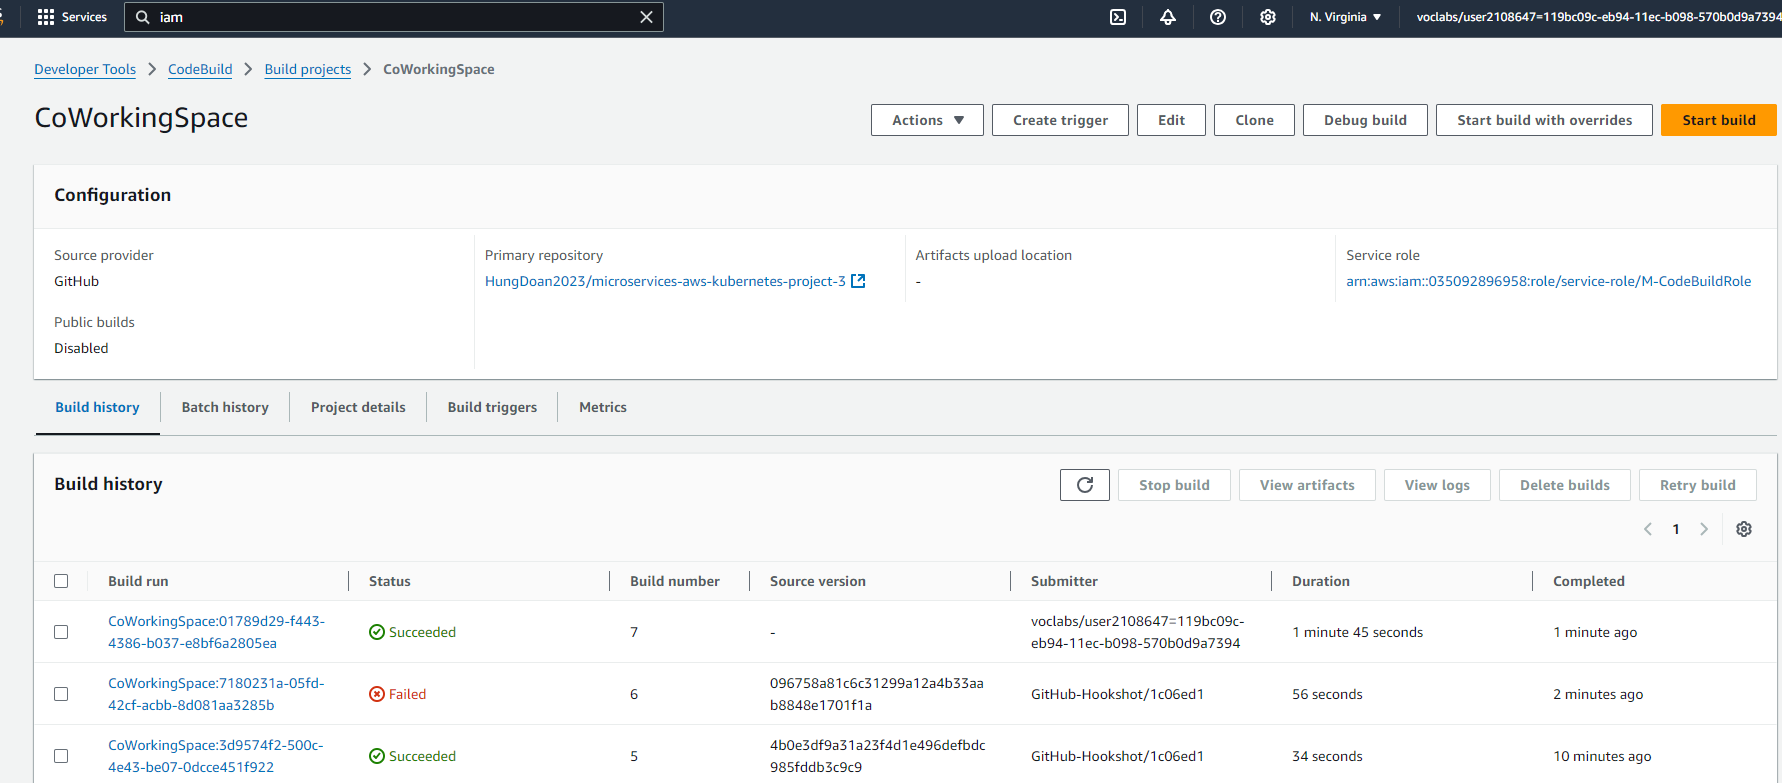 Services
iam
N. Virginia
voclabs/user2108647=119bc09c-eb94-11ec-b098-570b0d9a7394
Developer Tools
CodeBuild
Build projects
CoWorkingSpace
CoWorkingSpace
Actions
Create trigger
Edit
Clone
Debug build
Start build with overrides
Start build
Configuration
Source provider
GitHub
Primary repository
HungDoan2023/microservices-aws-kubernetes-project-3
Artifacts upload location
-
Service role
arn:aws:iam::035092896958:role/service-role/M-CodeBuildRole
Public builds
Disabled
Build history
Batch history
Project details
Build triggers
Metrics
Build history
Stop build
View artifacts
View logs
Delete builds
Retry build
1
Build run
Status
Build number
Source version
Submitter
Duration
Completed
CoWorkingSpace:01789d29-f443-
4386-b037-e8bf6a2805ea
Succeeded
7
-
voclabs/user2108647=119bc09c-
eb94-11ec-b098-570b0d9a7394
1 minute 45 seconds
1 minute ago
CoWorkingSpace:7180231a-05fd-
42cf-acbb-8d081aa3285b
Failed
6
096758a81c6c31299a12a4b33aa
b8848e1701f1a
GitHub-Hookshot/1c06ed1
56 seconds
2 minutes ago
CoWorkingSpace:3d9574f2-500c-
4e43-be07-0dcce451f922
Succeeded
5
4b0e3df9a31a23f4d1e496defbdc
985fddb3c9c9
GitHub-Hookshot/1c06ed1
34 seconds
10 minutes ago